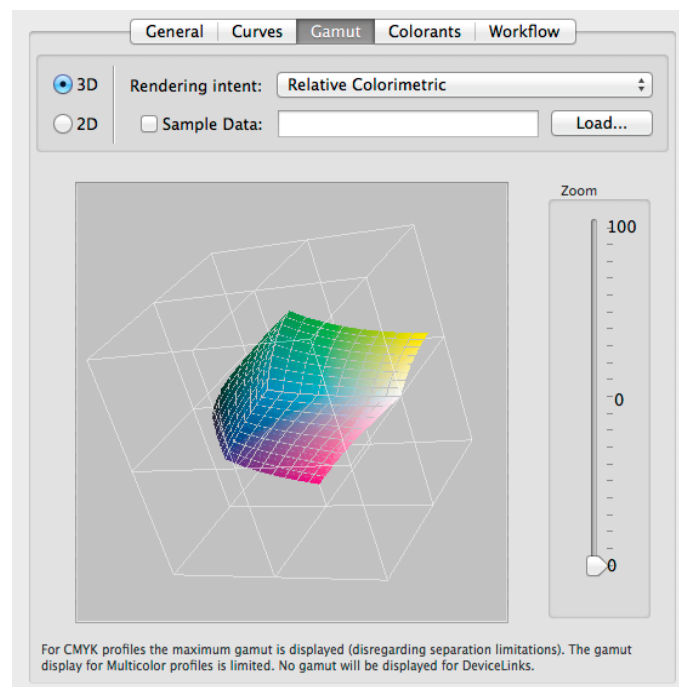 General Curves Gamut Colorants Workflow
3D Rendering intent: Relative Colorimetric
2D Sample Data: Load...
Zoom
100
0
0
For CMYK profiles the maximum gamut is displayed (disregarding separation limitations). The gamut
display for Multicolor profiles is limited. No gamut will be displayed for DeviceLinks.